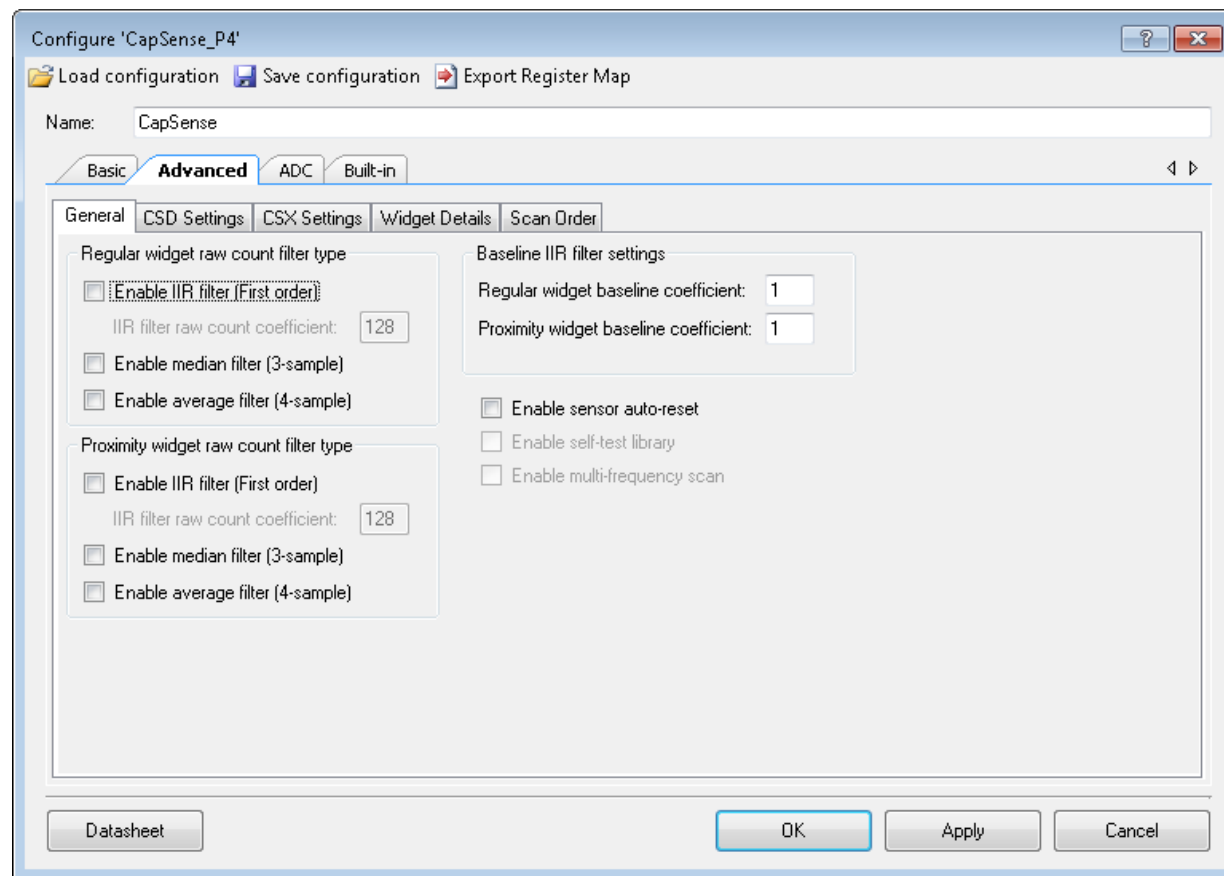 Configure 'CapSense_P4'
Load configuration Save configuration Export Register Map
Name: CapSense
Basic Advanced ADC Built-in
General CSD Settings CSX Settings Widget Details Scan Order
Regular widget raw count filter type
Enable IIR filter (First order)
IIR filter raw count coefficient: 128
Enable median filter (3-sample)
Enable average filter (4-sample)
Proximity widget raw count filter type
Enable IIR filter (First order)
IIR filter raw count coefficient: 128
Enable median filter (3-sample)
Enable average filter (4-sample)
Baseline IIR filter settings
Regular widget baseline coefficient: 1
Proximity widget baseline coefficient: 1
Enable sensor auto-reset
Enable self-test library
Enable multi-frequency scan
Datasheet OK Apply Cancel